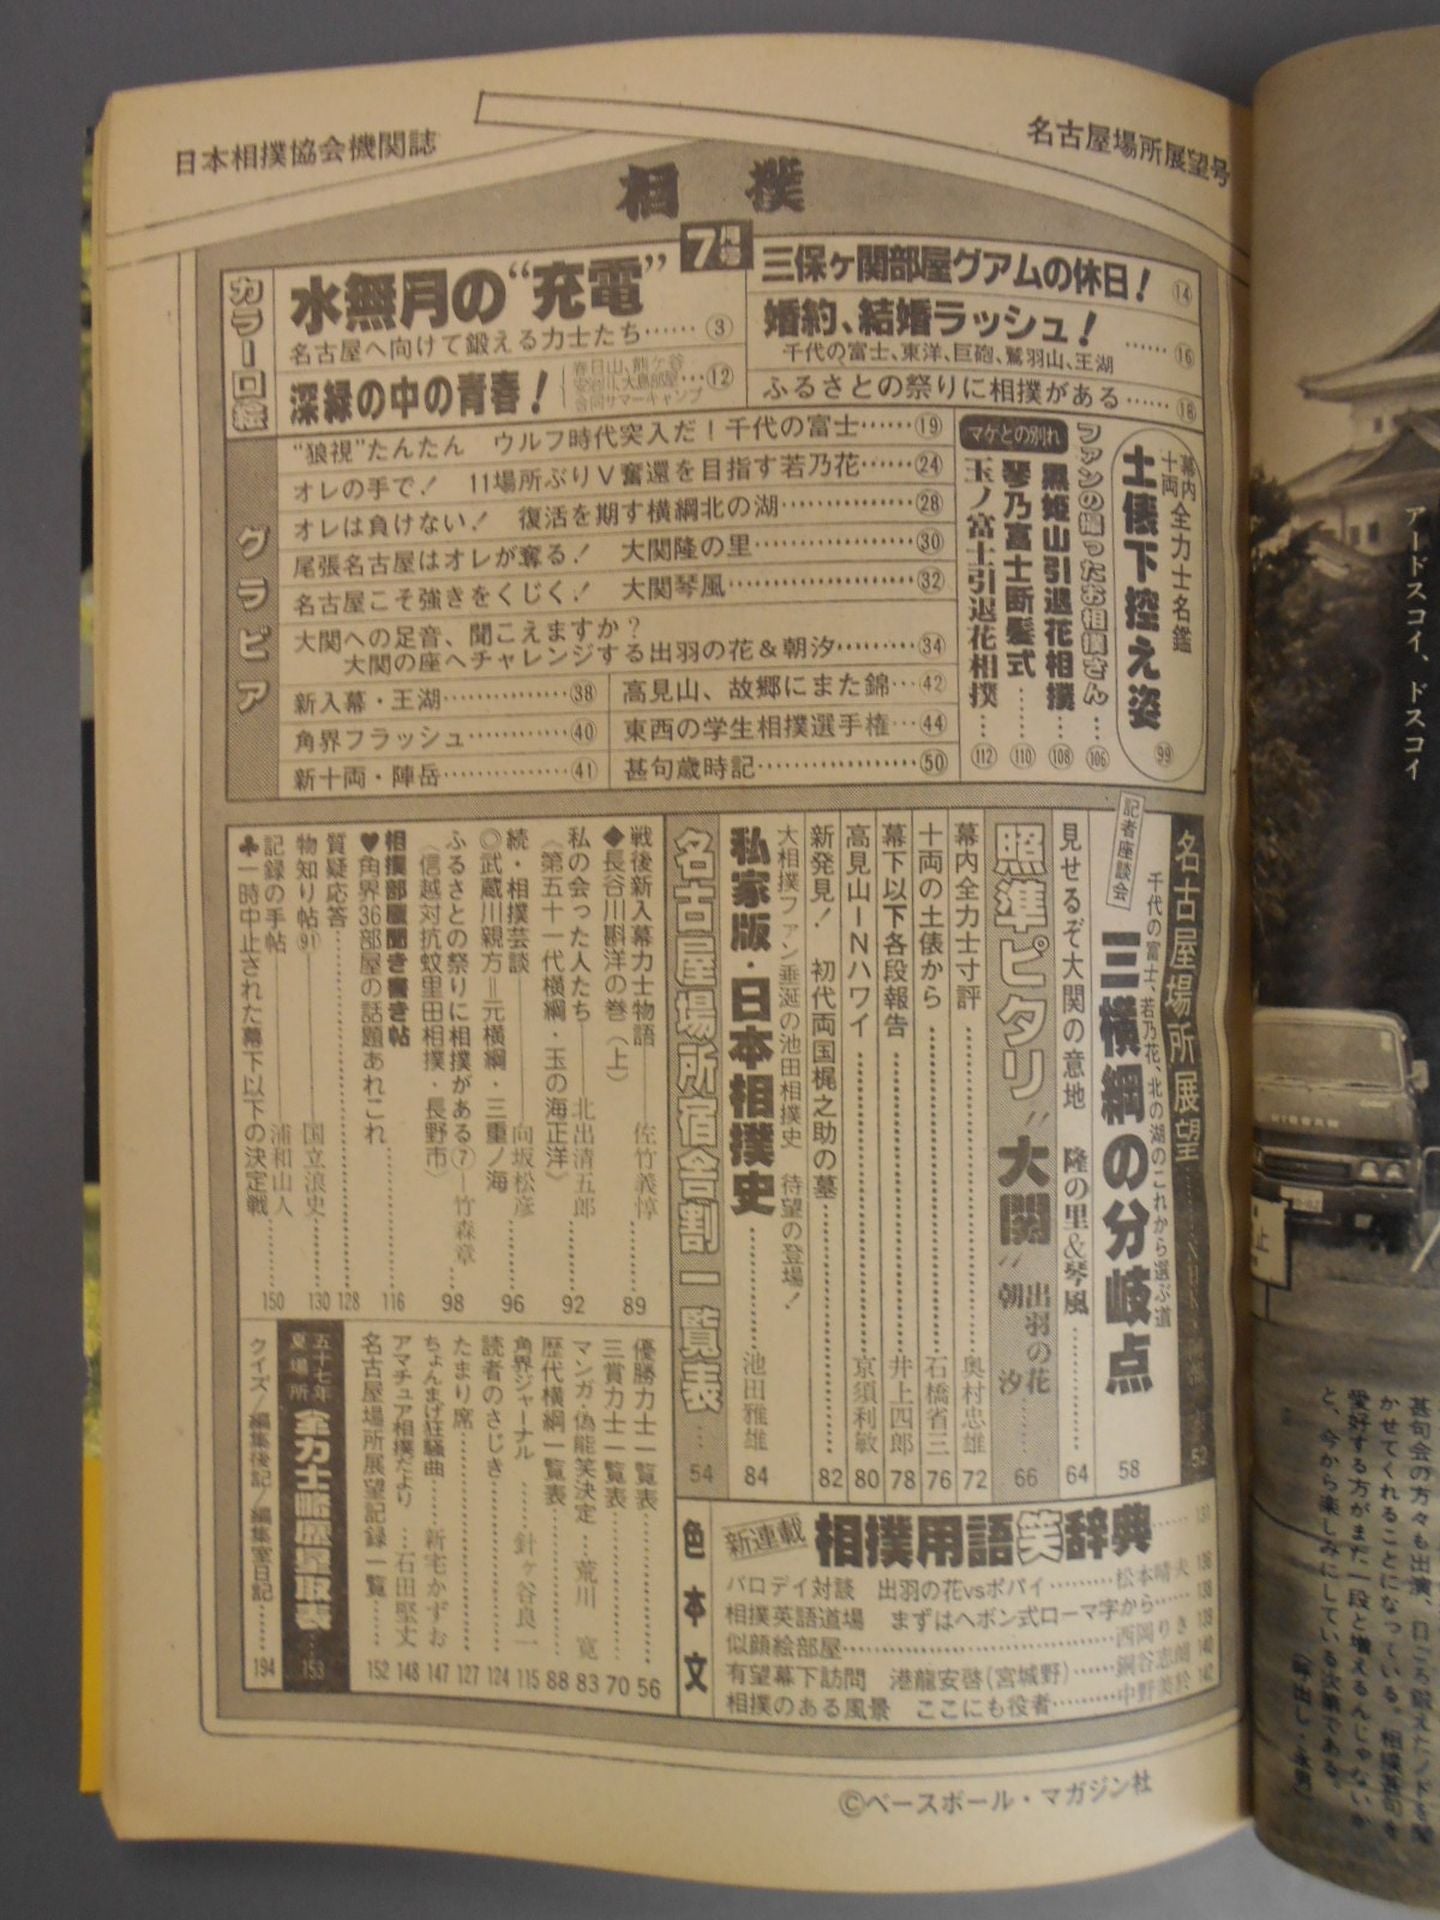 日本相撲協会機関誌
名古屋場所展望号
相撲
7月号
カラー口絵
水無月の“充電”
名古屋へ向けて鍛える力士たち……③
深緑の中の青春!
春日山、熊ケ谷
安治川、大鳥部屋
合同サマーキャンプ
…⑫
三保ヶ関部屋グアムの休日! ⑭
婚約、結婚ラッシュ!
千代の富士、東洋、巨砲、鷲羽山、王湖 ……⑯
ふるさとの祭りに相撲がある……⑱
グラビア
“狼視”たんたん ウルフ時代突入だ!千代の富士……⑲
オレの手で! 11場所ぶりV奮還を目指す若乃花……㉔
オレは負けない! 復活を期す横綱北の湖……………㉘
尾張名古屋はオレが奪る! 大関隆の里………………㉚
名古屋こそ強きをくじく! 大関琴風…………………㉜
大関への足音、聞こえますか?
大関の座へチャレンジする出羽の花&朝汐………㉞
新入幕・王湖……………㊳
角界フラッシュ…………㊵
新十両・陣岳……………㊶
高見山、故郷にまた錦…㊷
東西の学生相撲選手権…㊹
甚句歳時記………………㊿
幕内
十両
全力士名鑑
土俵下控え姿 99
ファンの撮ったお相撲さん…106
マゲとの別れ
黒姫山引退花相撲…108
琴乃富士断髪式……110
玉ノ富士引退花相撲…112
名古屋場所展望
52
記者座談会
千代の富士、若乃花、北の湖のこれから選ぶ道
三横綱の分岐点 58
見せるぞ大関の意地 隆の里&琴風…………64
照準ピタリ“大関” 出羽の花
朝汐……66
幕内全力士寸評……奥村忠雄 72
十両の土俵から……石橋省三 76
幕下以下各段報告……井上四郎 78
高見山INハワイ……京須利敏 80
新発見! 初代両国梶之助の墓……82
大相撲ファン垂涎の池田相撲史 待望の登場!
私家版・日本相撲史……池田雅雄 84
名古屋場所宿舎割一覧表…54
戦後新入幕力士物語――佐竹義惇
◆長谷川戡洋の巻(上)……89
私の会った人たち――北出清五郎
《第五十一代横綱・玉の海正洋》……92
続・相撲芸談――向坂松彦
◎武蔵川親方=元横綱・三重ノ海……96
ふるさとの祭りに相撲がある⑦―竹森章
《信越対抗蚊里田相撲・長野市》……98
相撲部屋聞き書き帖
♥角界36部屋の話題あれこれ……116
質疑応答……128
物知り帖(91)――国立浪史……130
記録の手帖――浦和山人
♣一時中止された幕下以下の決定戦……150
優勝力士一覧表……56
三賞力士一覧表……70
マンガ・偽能笑決定…荒川 寛 83
歴代横綱一覧表……88
角界ジャーナル……針ヶ谷良一 115
読者のさじき……124
たまり席……127
ちょんまげ狂騒曲……新宅かずお 147
アマチュア相撲だより…石田堅丈 148
名古屋場所展望記録一覧……152
五十七年
夏場所
全力士 153
クイズ/編集後記/編集室日記……194
色本文
新連載 相撲用語笑辞典……131
パロディ対談 出羽の花vsポパイ………松本晴夫 136
相撲英語道場 まずはヘボン式ローマ字から……138
似顔絵部屋……西岡りき 139
有望幕下訪問 港龍安啓(宮城野)……銅谷志朗 140
相撲のある風景 ここにも役者………中野美 142
©ベースボール・マガジン社
アードスコイ、ドスコイ
甚句会の方々も出演、日ごろ鍛えたノドを聞
かせてくれることになっている。相撲甚句を
愛好する方がまた一段と増えるんじゃないか
と、今から楽しみにしている次第である。
(呼出し・永男)